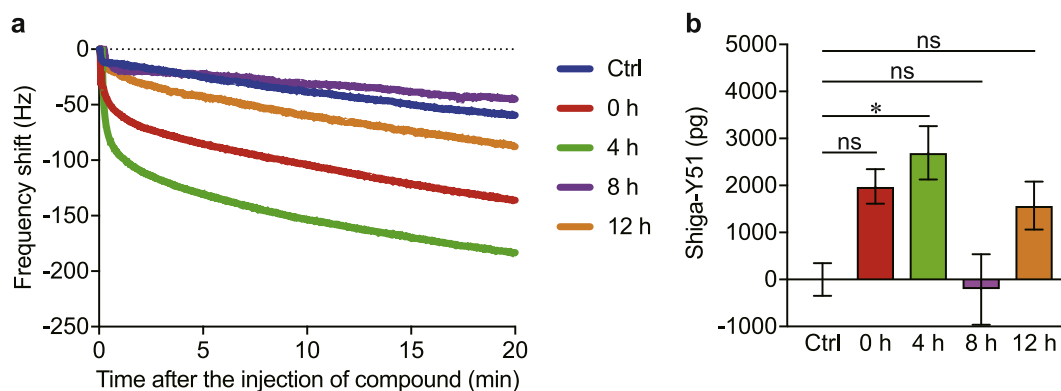 a
Frequency shift (Hz)
0
-50
-100
-150
-200
-250
0
5
10
15
20
Time after the injection of compound (min)
Ctrl
0 h
4 h
8 h
12 h
b
Shiga-Y51 (pg)
5000
4000
3000
2000
1000
0
-1000
ns
ns
*
ns
Ctrl
0 h
4 h
8 h
12 h